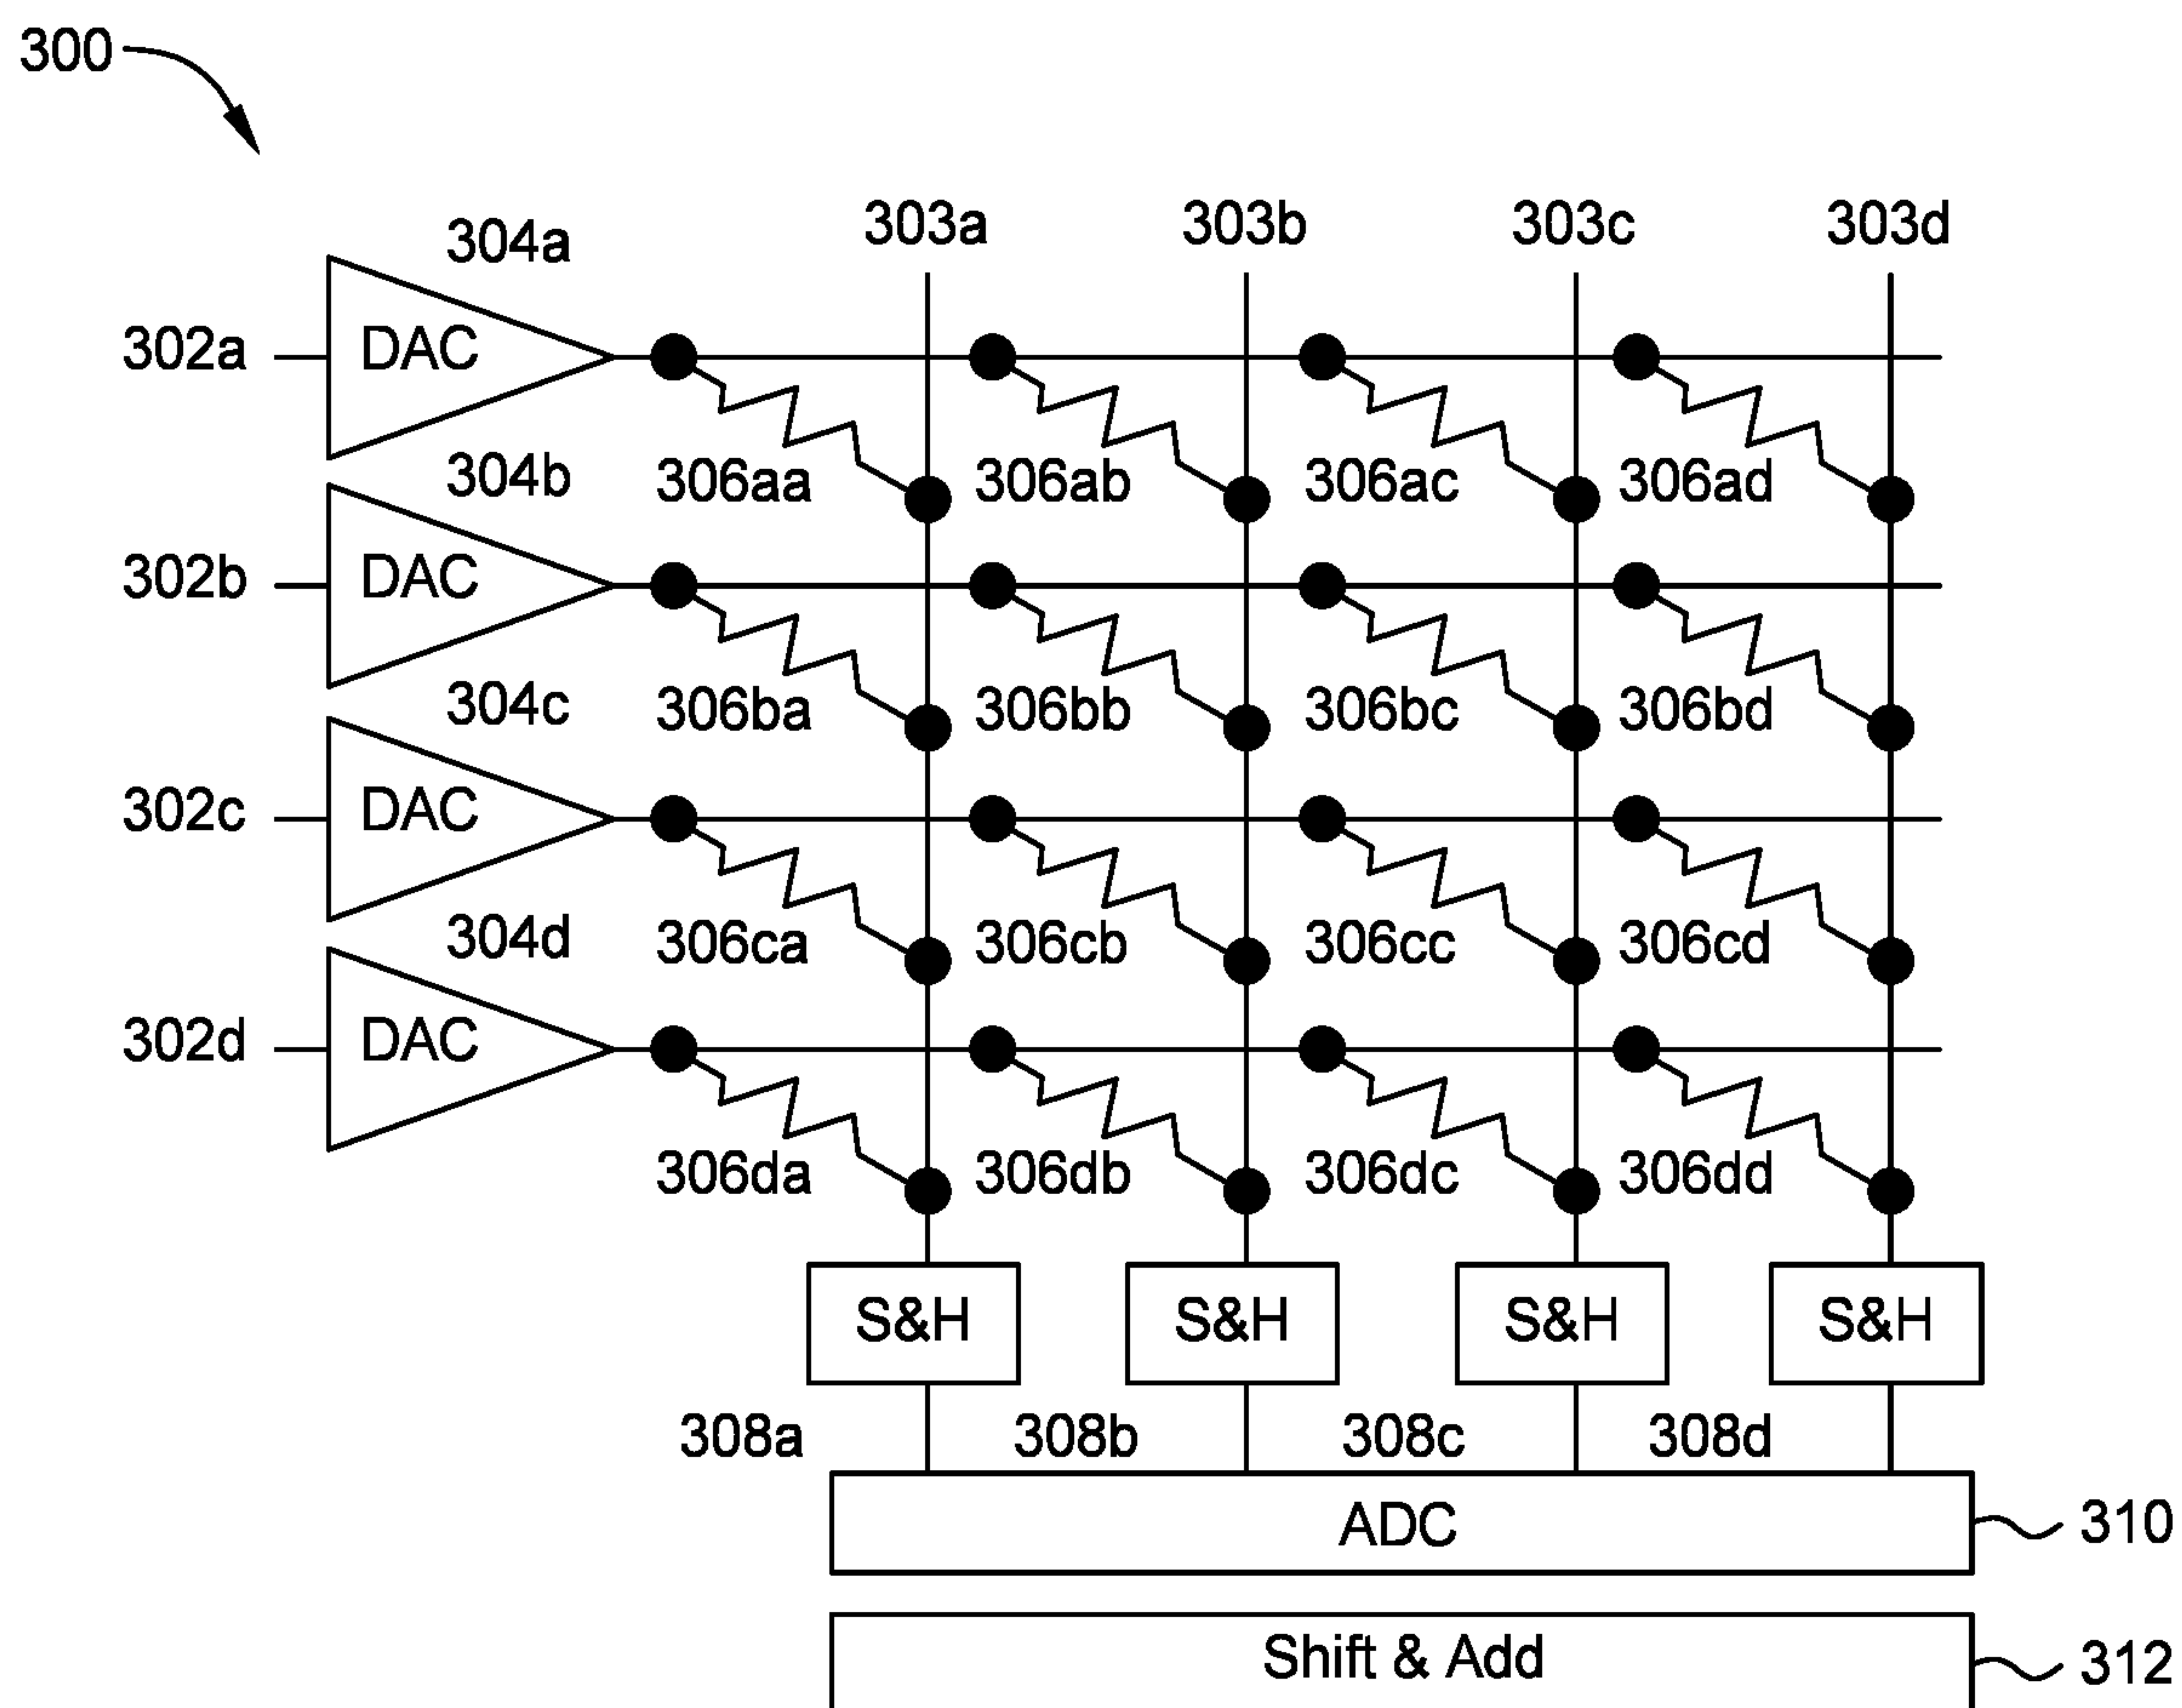 300
303a 303b 303c 303d
304a
302a DAC
306aa 306ab 306ac 306ad
304b
302b DAC
306ba 306bb 306bc 306bd
304c
302c DAC
306ca 306cb 306cc 306cd
304d
302d DAC
306da 306db 306dc 306dd
S&H S&H S&H S&H
308a 308b 308c 308d
ADC 310
Shift & Add 312